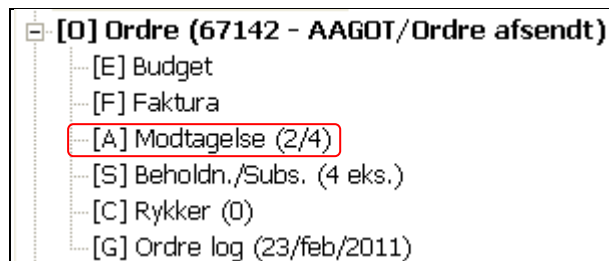 [O] Ordre (67142 - AAGOT/Ordre afsendt)
[E] Budget
[F] Faktura
[A] Modtagelse (2/4)
[S] Beholdn./Subs. (4 eks.)
[C] Rykker (0)
[G] Ordre log (23/feb/2011)